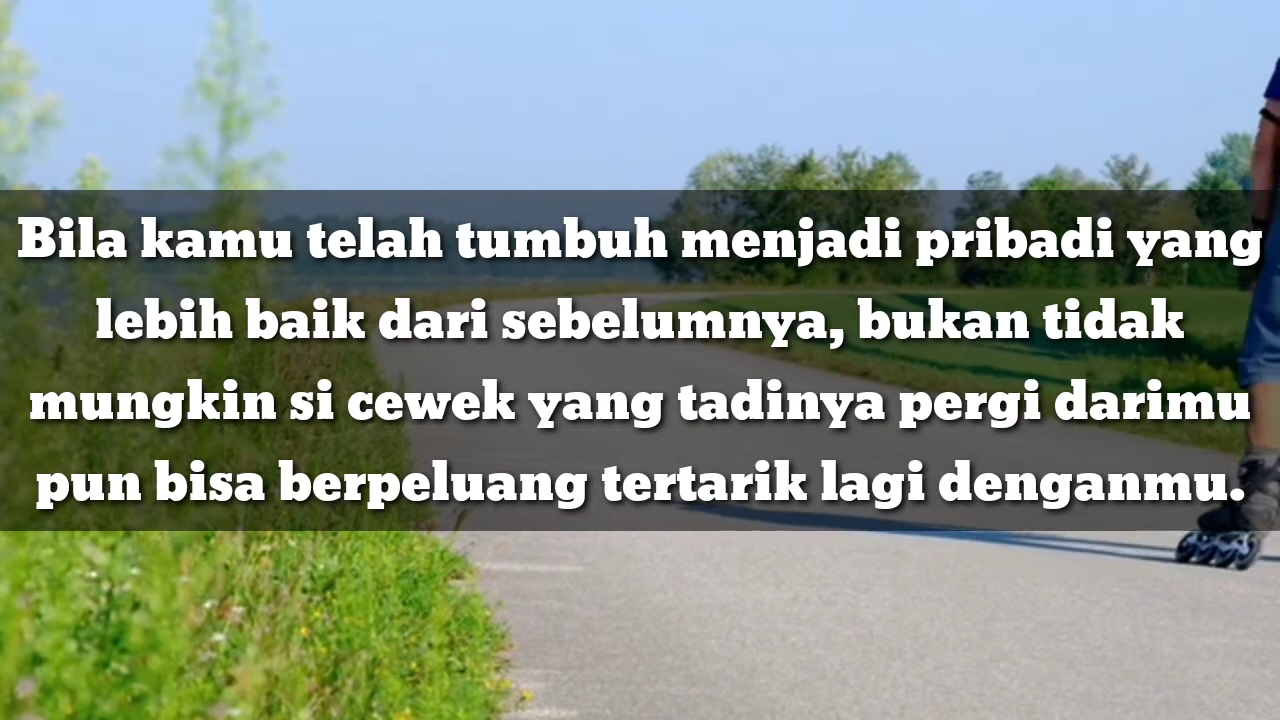 Bila kamu telah tumbuh menjadi pribadi yang
lebih baik dari sebelumnya, bukan tidak
mungkin si cewek yang tadinya pergi darimu
pun bisa berpeluang tertarik lagi denganmu.